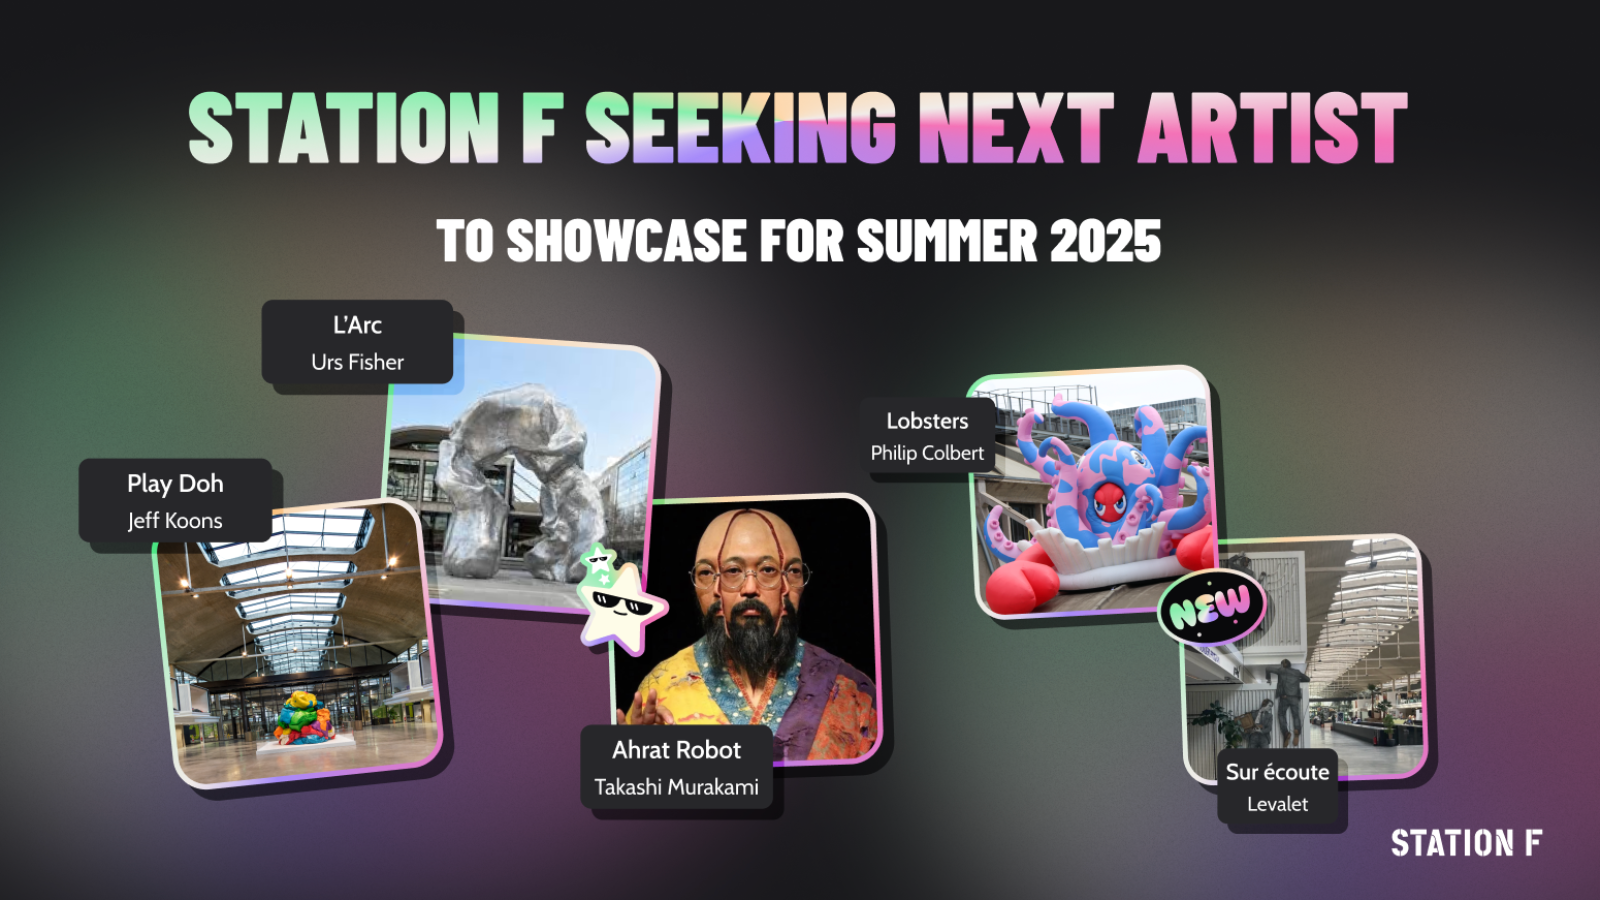 STATION F SEEKING NEXT ARTIST
TO SHOWCASE FOR SUMMER 2025
L'Arc
Urs Fisher
Play Doh
Jeff Koons
Ahrat Robot
Takashi Murakami
Lobsters
Philip Colbert
NEW
Sur écoute
Levalet
STATION F